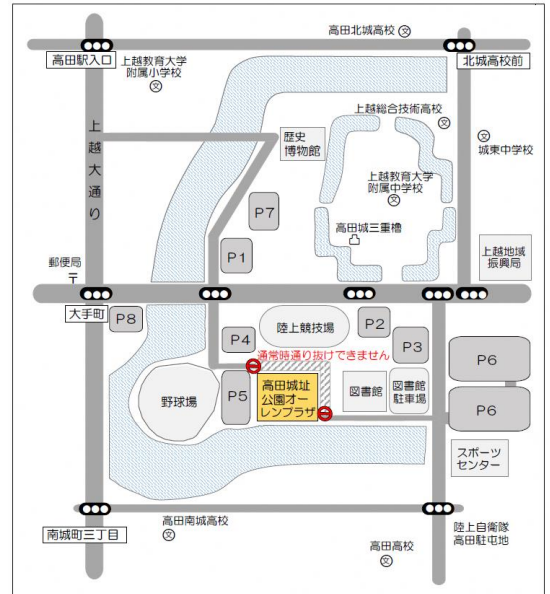 高田北城高校
高田駅入口
上越教育大学
附属小学校
北城高校前
上越大通り
上越総合技術高校
歴史
博物館
城東中学校
上越教育大学
附属中学校
P7
高田城三重櫓
P1
上越地域
振興局
郵便局
大手町
P8
陸上競技場
P2
P4
P3
通常時通り抜けできません
P6
高田城址
公園オー
レンプラザ
野球場
P5
図書館
図書館
駐車場
P6
スポーツ
センター
高田南城高校
南城町三丁目
陸上自衛隊
高田駐屯地
高田高校